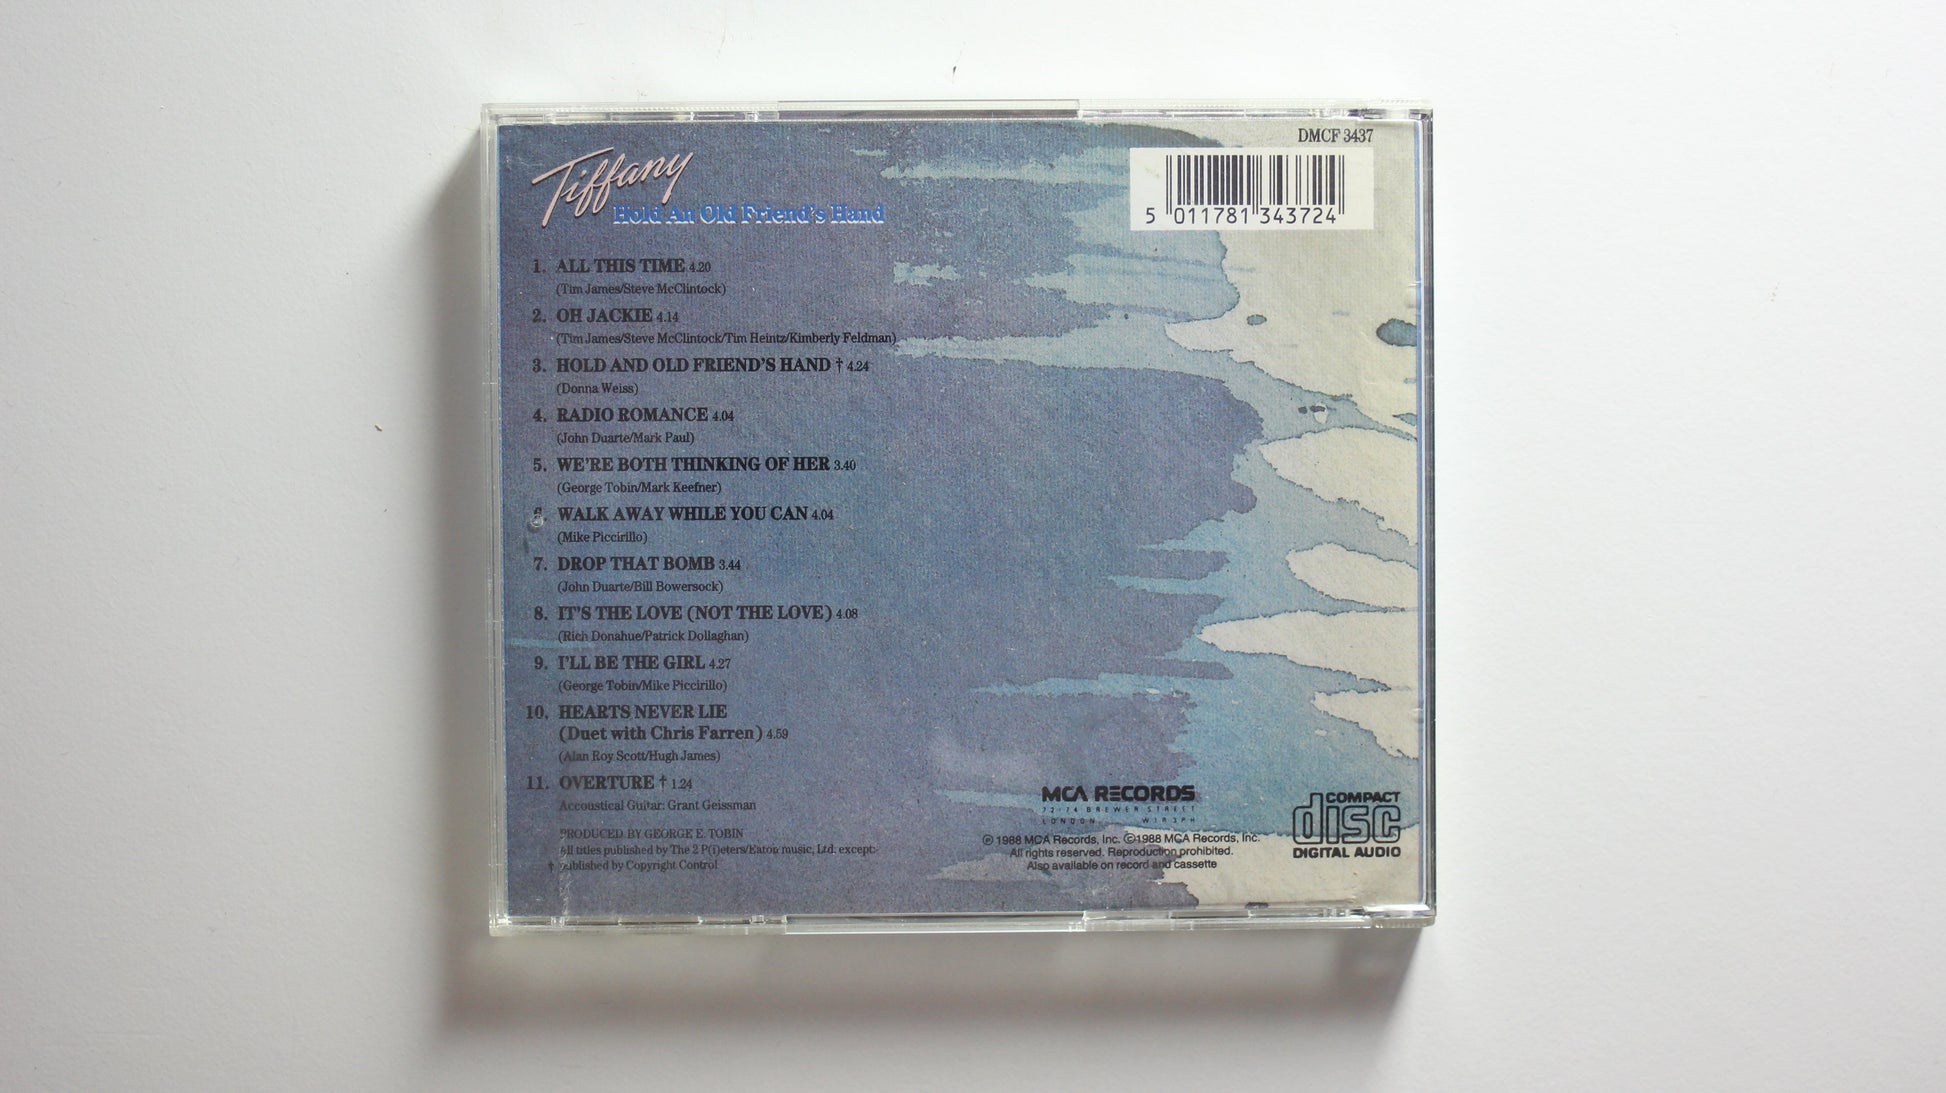 DMCF 3437
Tiffany
Hold An Old Friend's Hand
5 011781 343724
1. ALL THIS TIME 4.20
(Tim James/Steve McClintock)
2. OH JACKIE 4.14
(Tim James/Steve McClintock/Tim Heintz/Kimberly Feldman)
3. HOLD AND OLD FRIEND'S HAND † 4.24
(Donna Weiss)
4. RADIO ROMANCE 4.04
(John Duarte/Mark Paul)
5. WE'RE BOTH THINKING OF HER 3.40
(George Tobin/Mark Keefner)
6. WALK AWAY WHILE YOU CAN 4.04
(Mike Piccirillo)
7. DROP THAT BOMB 3.44
(John Duarte/Bill Bowersock)
8. IT'S THE LOVE (NOT THE LOVE) 4.08
(Rich Donahue/Patrick Dollaghan)
9. I'LL BE THE GIRL 4.27
(George Tobin/Mike Piccirillo)
10. HEARTS NEVER LIE
(Duet with Chris Farren) 4.59
(Alan Roy Scott/Hugh James)
11. OVERTURE † 1.24
Accoustical Guitar: Grant Geissman
PRODUCED BY GEORGE E. TOBIN
All titles published by The 2 P(i)eters/Eaton music, Ltd. except:
† published by Copyright Control
MCA RECORDS
72-74 BREWER STREET
LONDON W1R 3PH
℗ 1988 MCA Records, Inc. ©1988 MCA Records, Inc.
All rights reserved. Reproduction prohibited.
Also available on record and cassette
COMPACT
disc
DIGITAL AUDIO